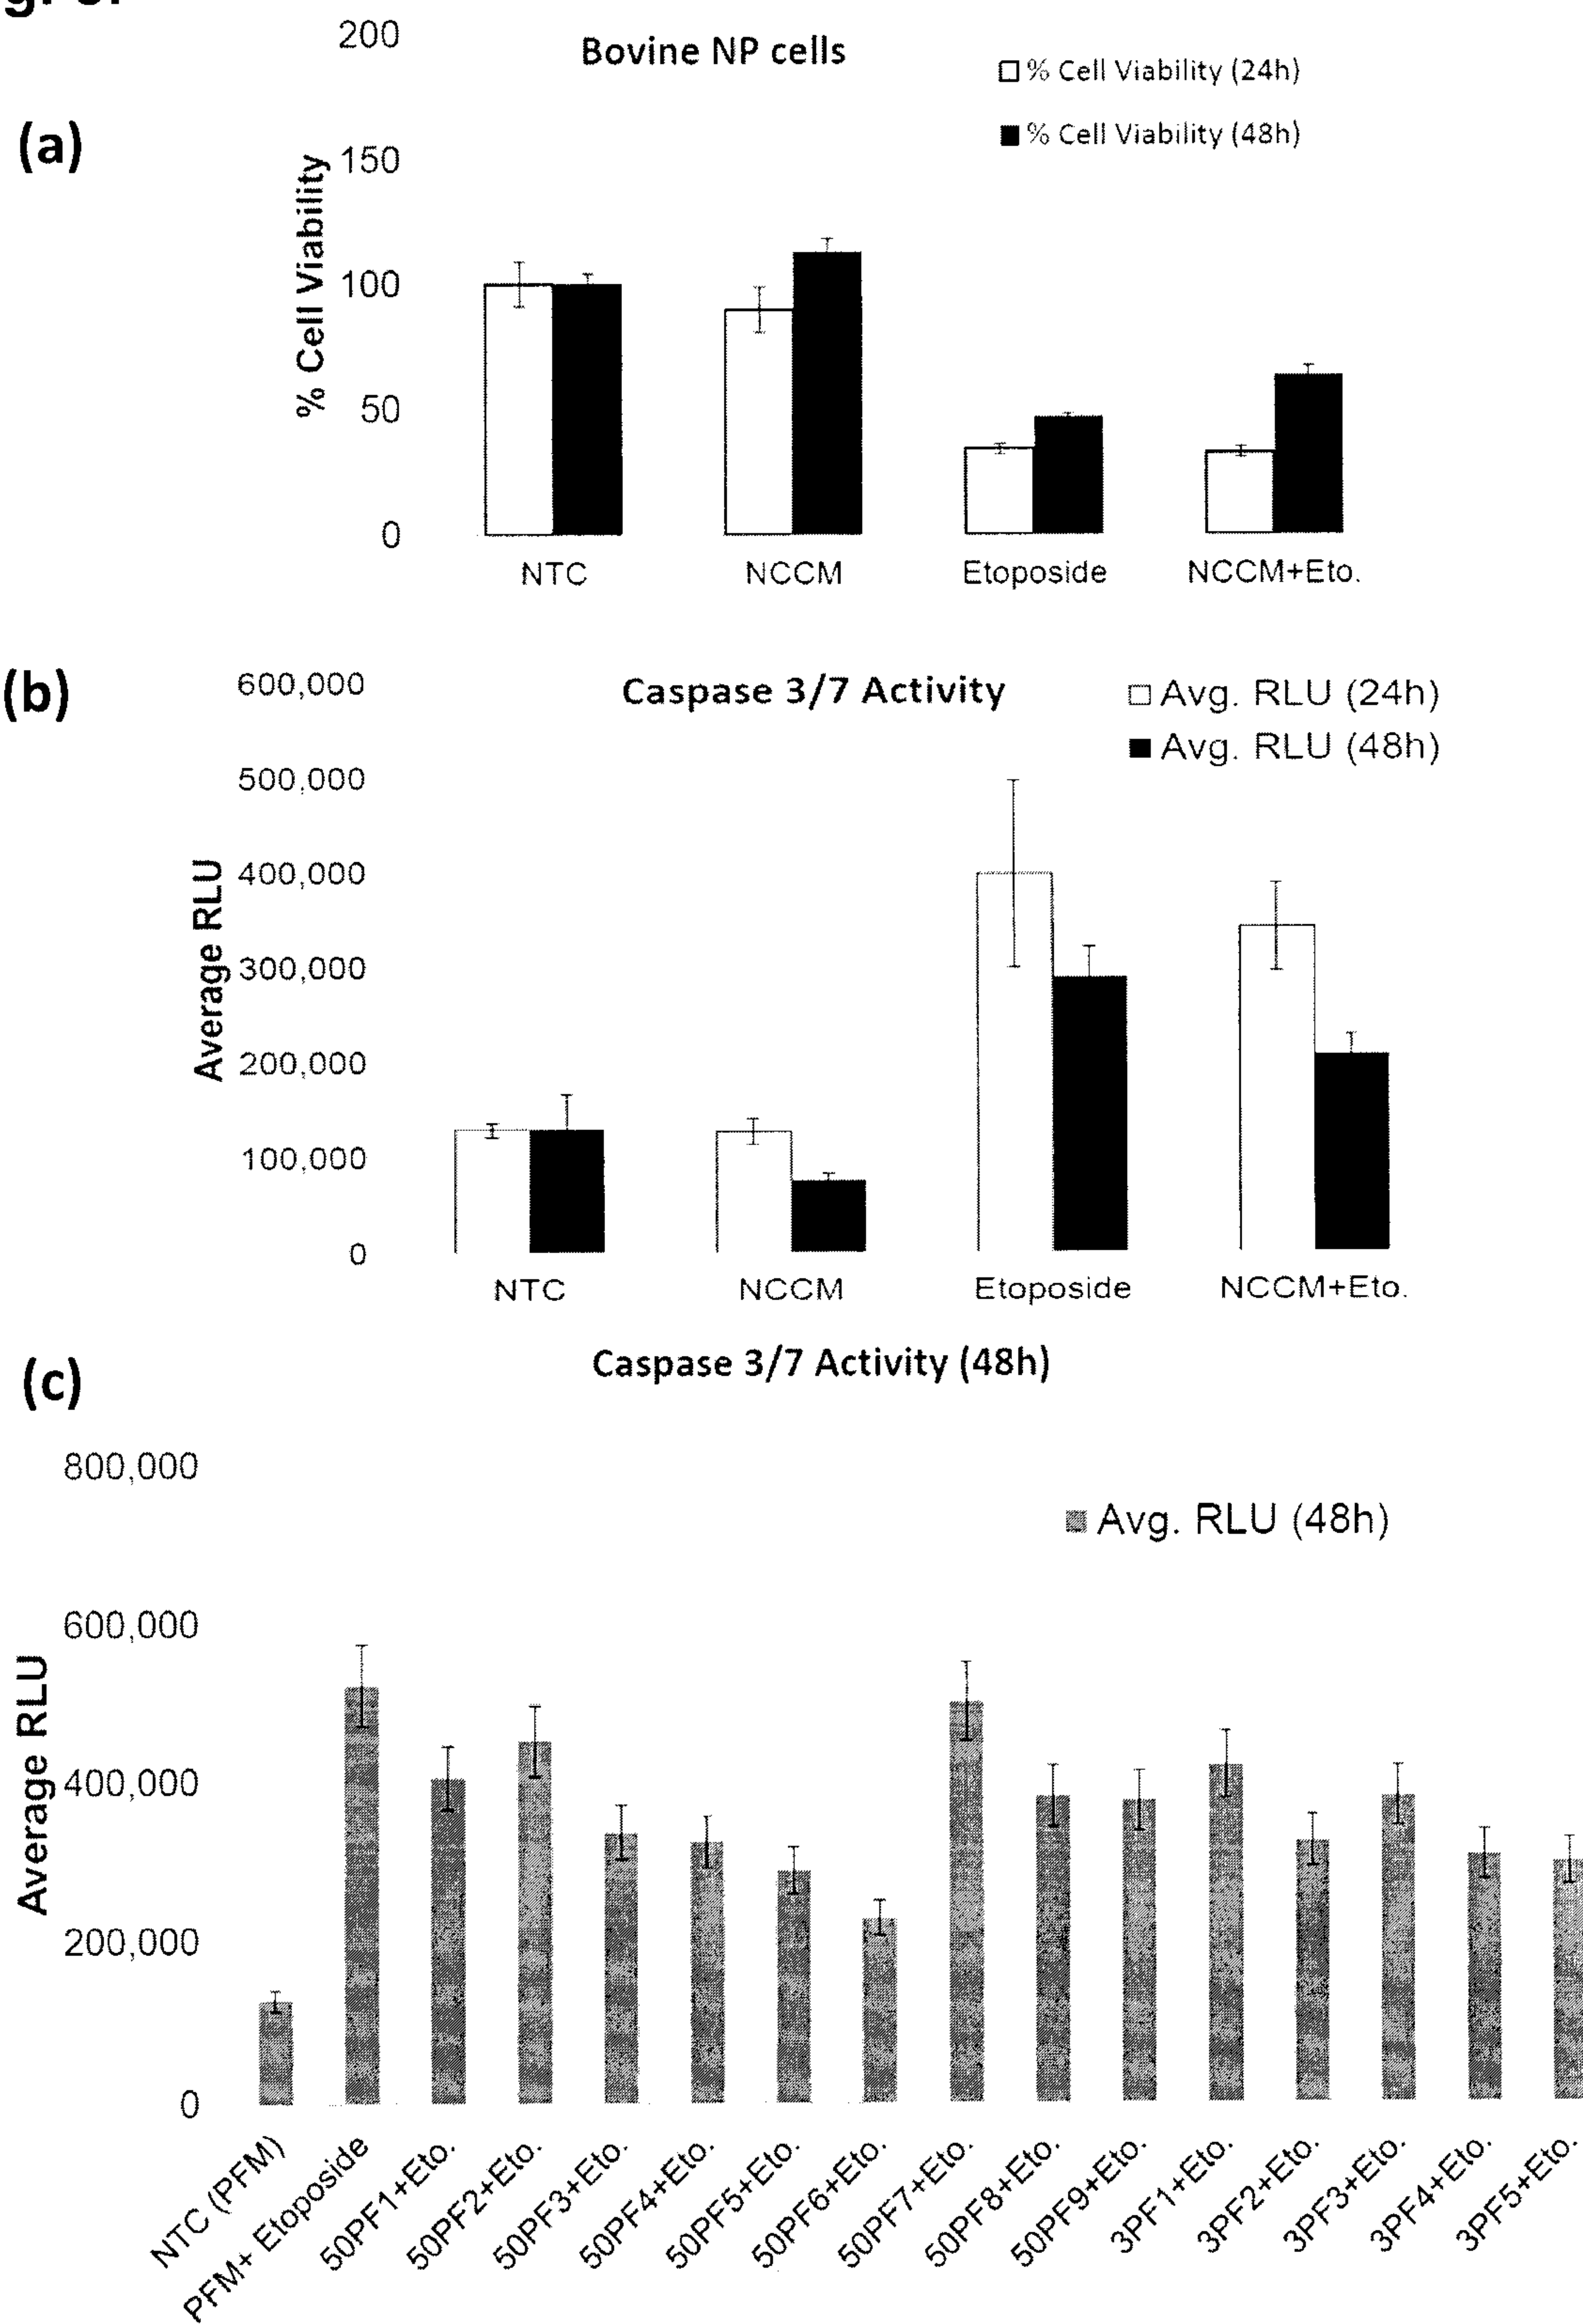 200
Bovine NP cells
% Cell Viability (24h)
(a)
% Cell Viability (48h)
150
% Cell Viability
100
50
0
NTC NCCM Etoposide NCCM+Eto.
(b)
600,000
Caspase 3/7 Activity
Avg. RLU (24h)
Avg. RLU (48h)
500,000
Average RLU
400,000
300,000
200,000
100,000
0
NTC NCCM Etoposide NCCM+Eto.
Caspase 3/7 Activity (48h)
(c)
800,000
Avg. RLU (48h)
600,000
Average RLU
400,000
200,000
0
NTC (PFM)
PFM+ Etoposide
50PF1+Eto.
50PF2+Eto.
50PF3+Eto.
50PF4+Eto.
50PF5+Eto.
50PF6+Eto.
50PF7+Eto.
50PF8+Eto.
50PF9+Eto.
3PF1+Eto.
3PF2+Eto.
3PF3+Eto.
3PF4+Eto.
3PF5+Eto.